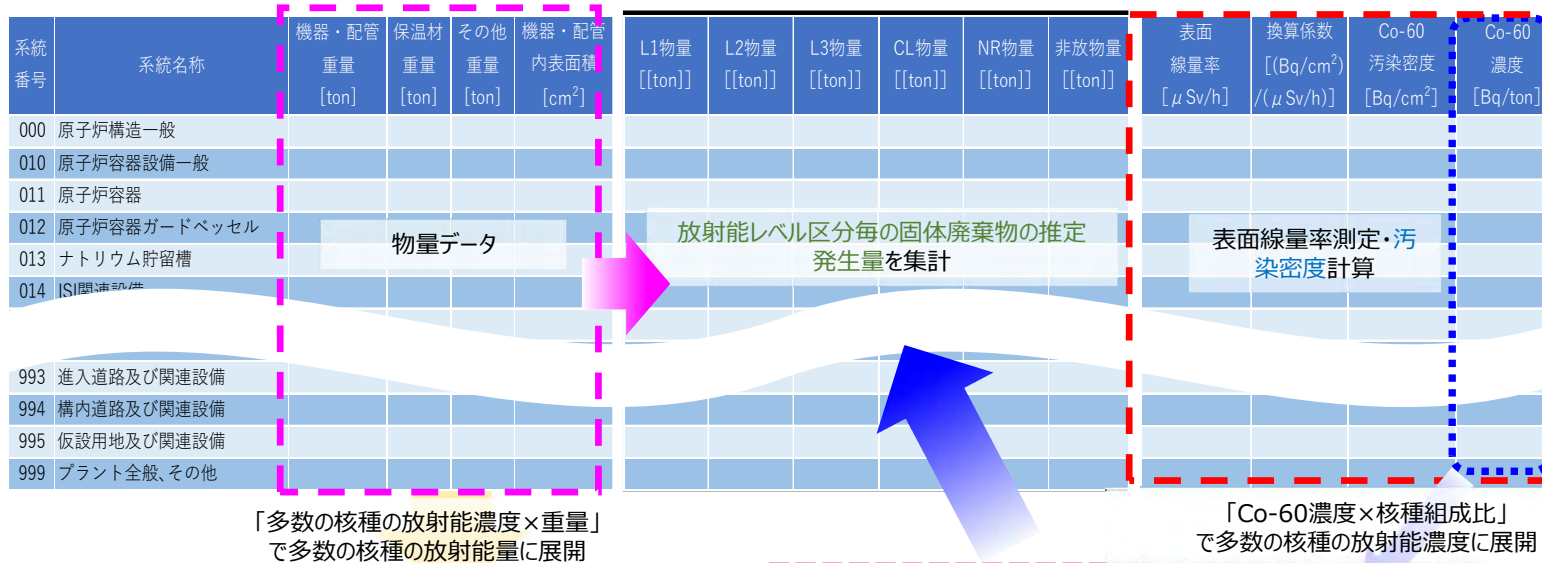 系統
番号
系統名称
機器・配管
重量
[ton]
保温材
重量
[ton]
その他
重量
[ton]
機器・配管
内表面積
[cm²]
L1物量
[[ton]]
L2物量
[[ton]]
L3物量
[[ton]]
CL物量
[[ton]]
NR物量
[[ton]]
非放物量
[[ton]]
表面
線量率
[μSv/h]
換算係数
[(Bq/cm²)
/(μSv/h)]
Co-60
汚染密度
[Bq/cm²]
Co-60
濃度
[Bq/ton]
000 原子炉構造一般
010 原子炉容器設備一般
011 原子炉容器
012 原子炉容器ガードベッセル
013 ナトリウム貯留槽
014 ISI関連設備
993 進入道路及び関連設備
994 構内道路及び関連設備
995 仮設用地及び関連設備
999 プラント全般、その他
物量データ
放射能レベル区分毎の固体廃棄物の推定
発生量を集計
表面線量率測定・汚
染密度計算
「多数の核種の放射能濃度×重量」
で多数の核種の放射能量に展開
「Co-60濃度×核種組成比」
で多数の核種の放射能濃度に展開